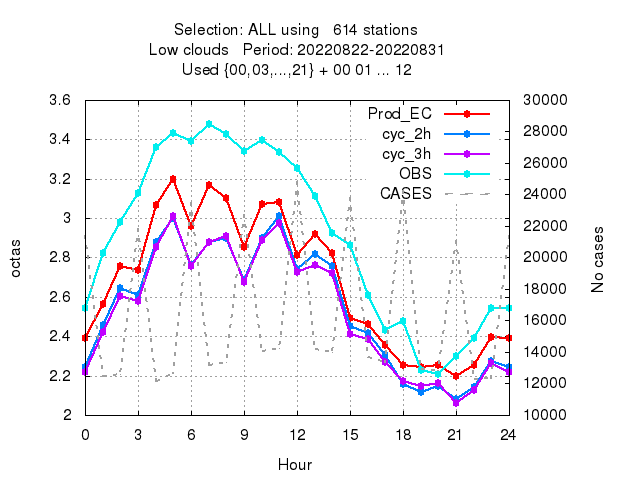 Selection: ALL using 614 stations
Low clouds Period: 20220822-20220831
Used {00,03,...,21} + 00 01 ... 12
3.6 30000
Prod_EC
3.4 28000
cyc_2h
26000
cyc_3h
3.2 OBS
24000
CASES
3 22000
2.8 20000
octas No cases
2.6 18000
16000
2.4 14000
2.2 12000
2 10000
0 3 6 9 12 15 18 21 24
Hour